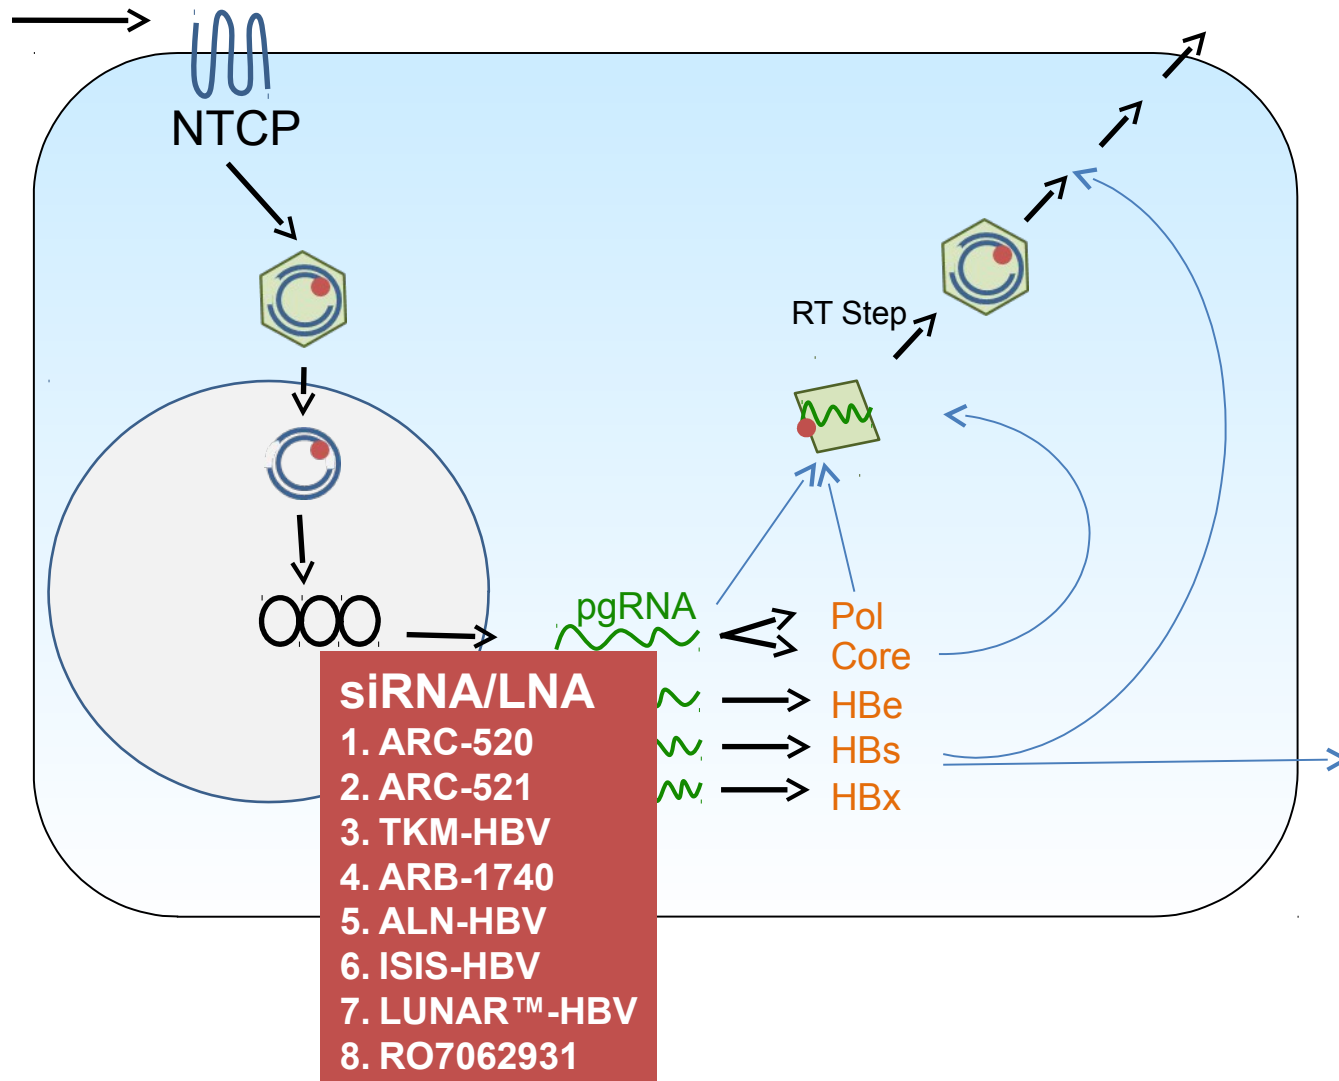 NTCP
RT Step
pgRNA
Pol
Core
HBe
HBs
HBx
siRNA/LNA
1. ARC-520
2. ARC-521
3. TKM-HBV
4. ARB-1740
5. ALN-HBV
6. ISIS-HBV
7. LUNAR™-HBV
8. RO7062931